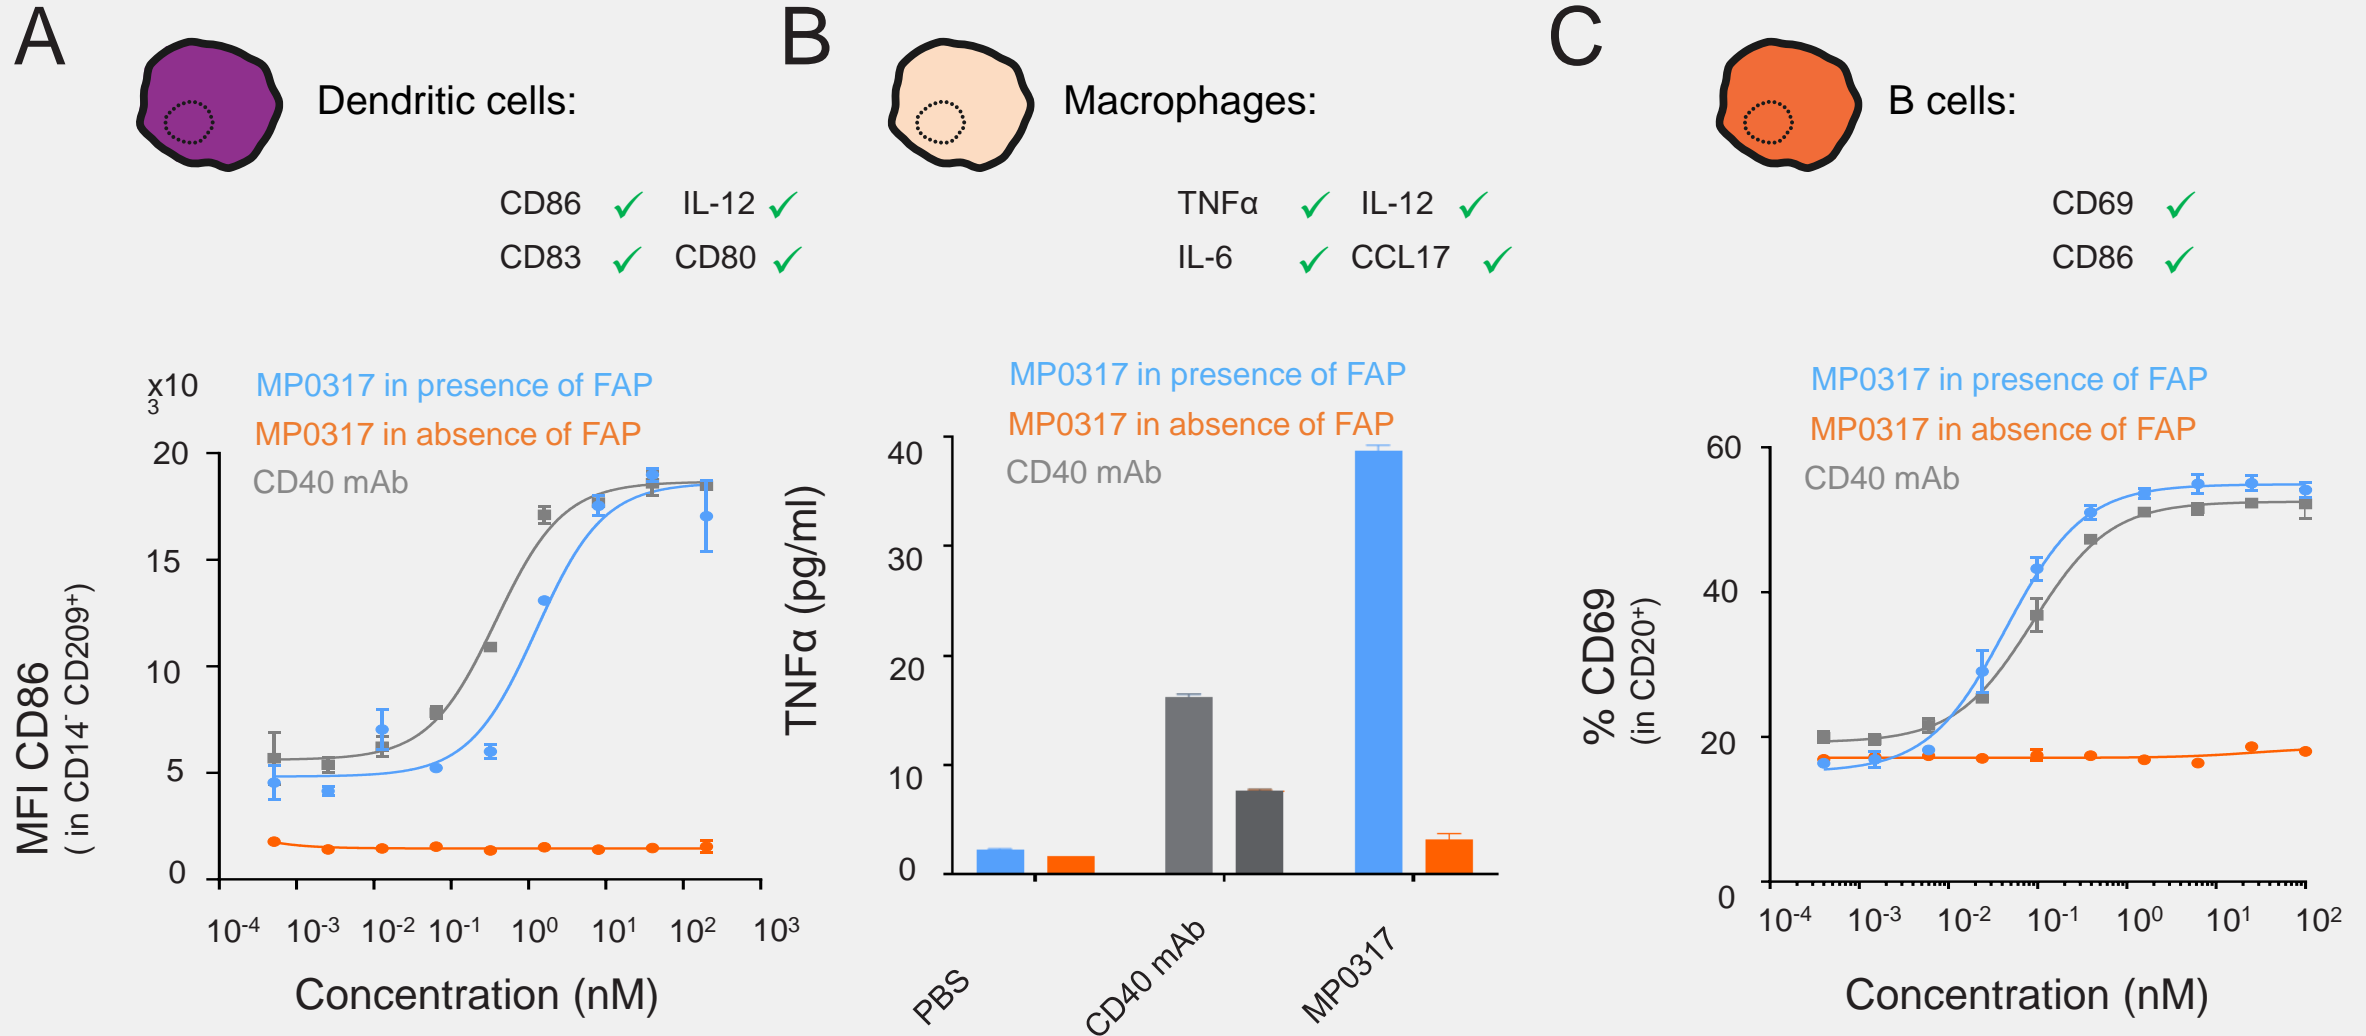 A
Dendritic cells:
CD86 ✓ IL-12 ✓
CD83 ✓ CD80 ✓
x10
3
MP0317 in presence of FAP
MP0317 in absence of FAP
CD40 mAb
20
15
10
5
0
MFI CD86
( in CD14⁻ CD209⁺)
10⁻⁴ 10⁻³ 10⁻² 10⁻¹ 10⁰ 10¹ 10² 10³
Concentration (nM)
B
Macrophages:
TNFα ✓ IL-12 ✓
IL-6 ✓ CCL17 ✓
MP0317 in presence of FAP
MP0317 in absence of FAP
CD40 mAb
40
30
20
10
0
TNFα (pg/ml)
PBS
CD40 mAb
MP0317
C
B cells:
CD69 ✓
CD86 ✓
MP0317 in presence of FAP
MP0317 in absence of FAP
CD40 mAb
60
40
20
0
% CD69
(in CD20⁺)
10⁻⁴ 10⁻³ 10⁻² 10⁻¹ 10⁰ 10¹ 10²
Concentration (nM)